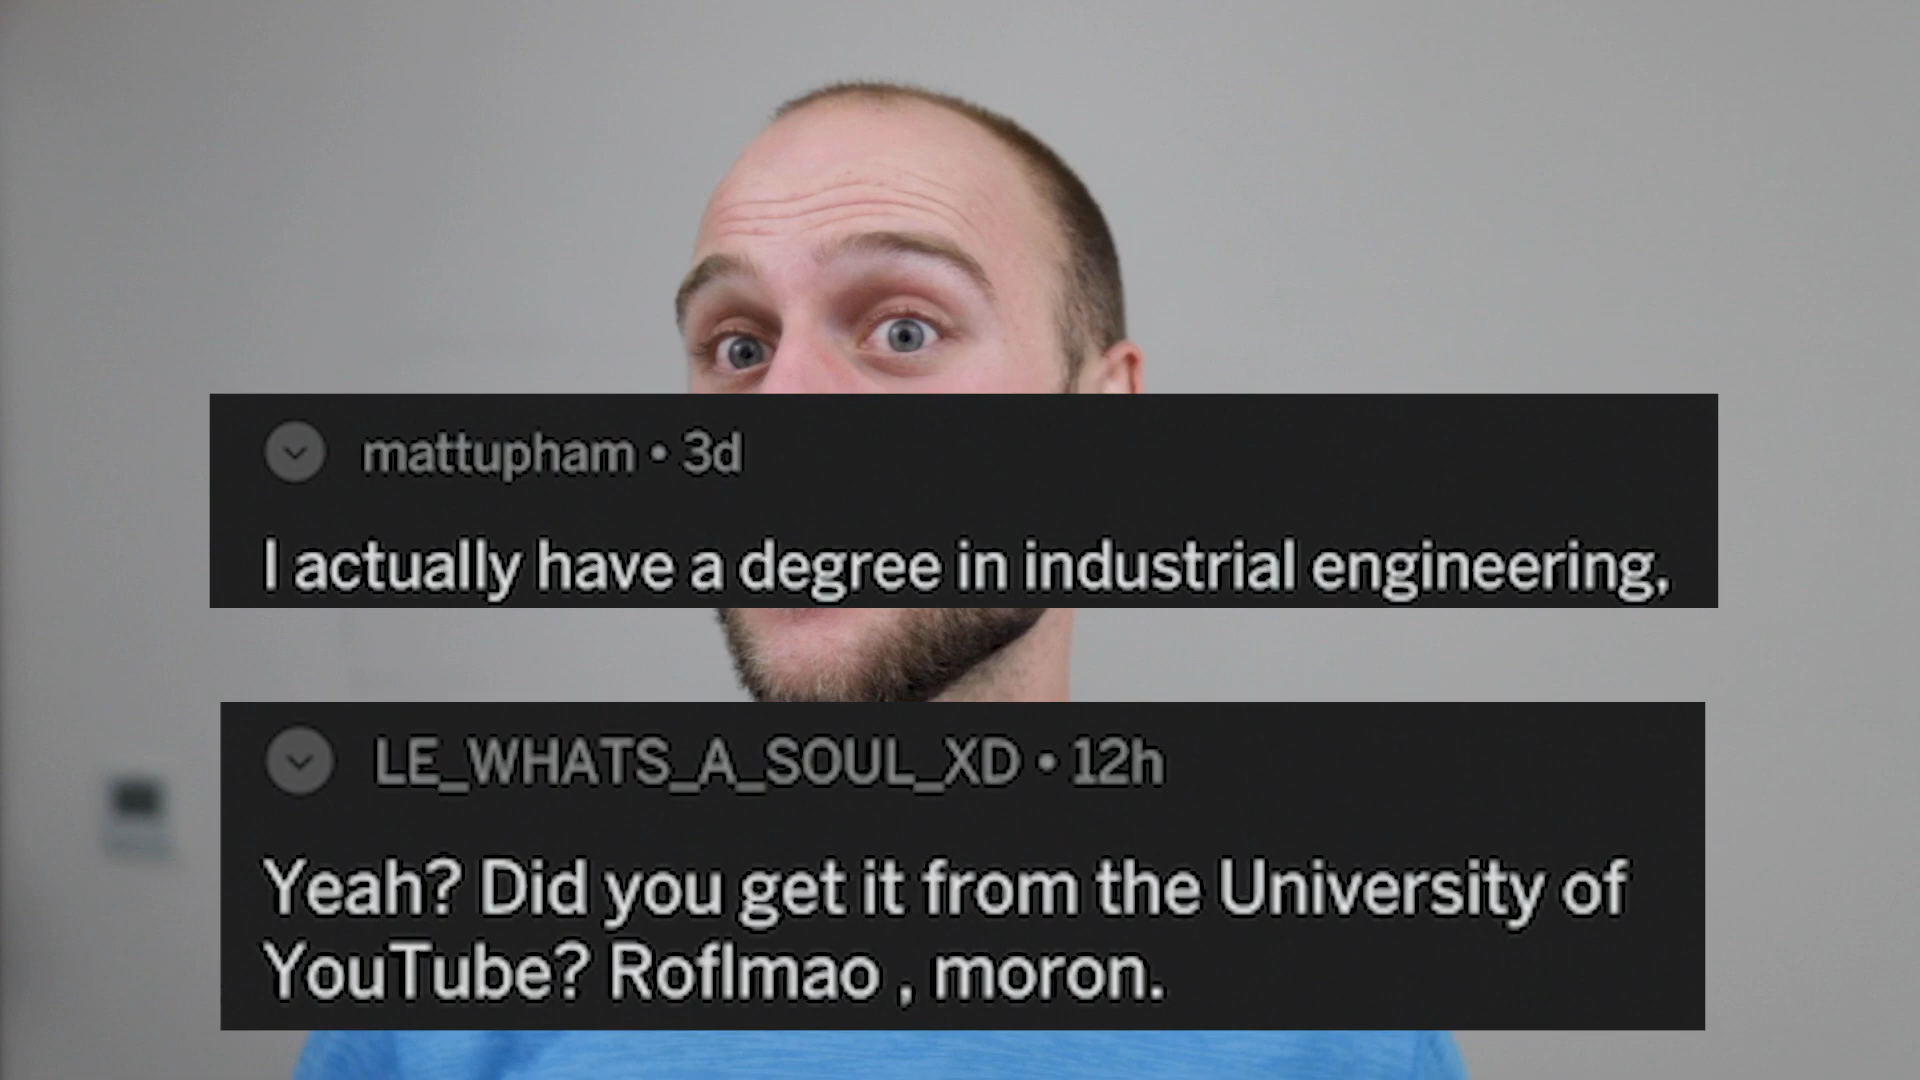 mattupham • 3d
I actually have a degree in industrial engineering,
LE_WHATS_A_SOUL_XD • 12h
Yeah? Did you get it from the University of
YouTube? Roflmao , moron.